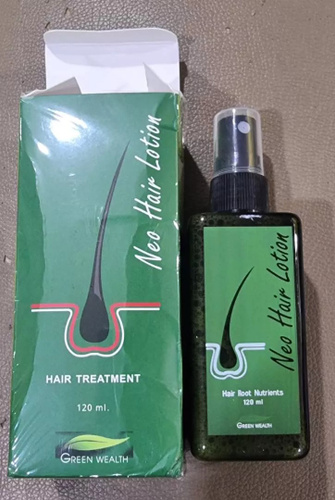 Neo Hair Lotion
HAIR TREATMENT
120 ml.
GREEN WEALTH
Neo Hair Lotion
Hair Root Nutrients
120 ml
GREEN WEALTH